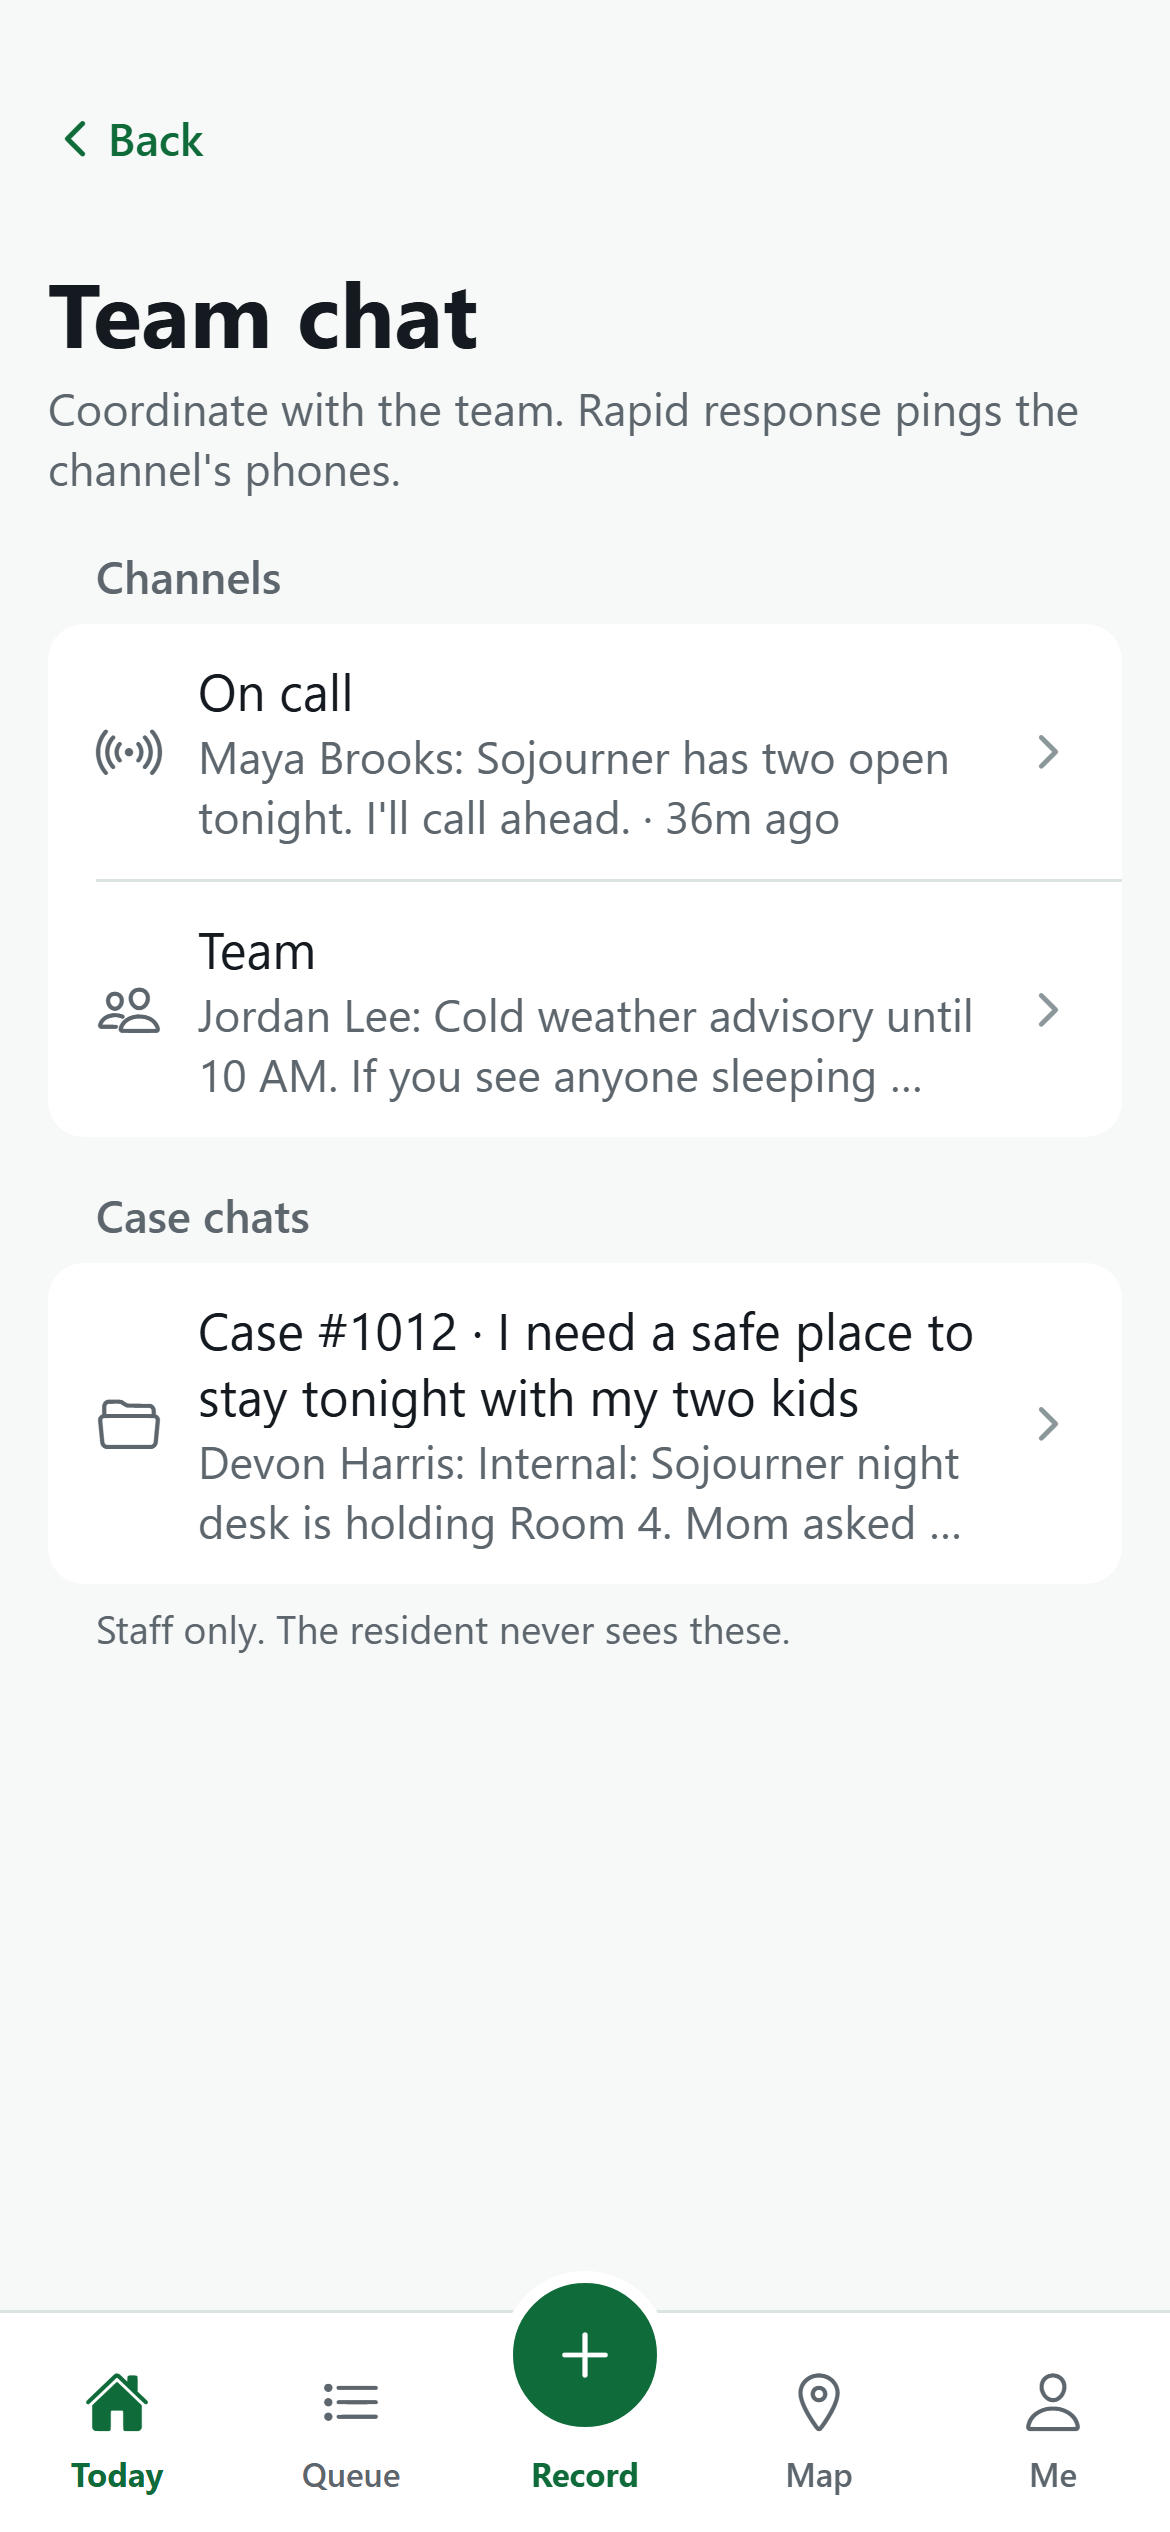 Back
Team chat
Coordinate with the team. Rapid response pings the
channel's phones.
Channels
On call
Maya Brooks: Sojourner has two open
tonight. I'll call ahead. · 36m ago
Team
Jordan Lee: Cold weather advisory until
10 AM. If you see anyone sleeping ...
Case chats
Case #1012 · I need a safe place to
stay tonight with my two kids
Devon Harris: Internal: Sojourner night
desk is holding Room 4. Mom asked ...
Staff only. The resident never sees these.
Today
Queue
Record
Map
Me